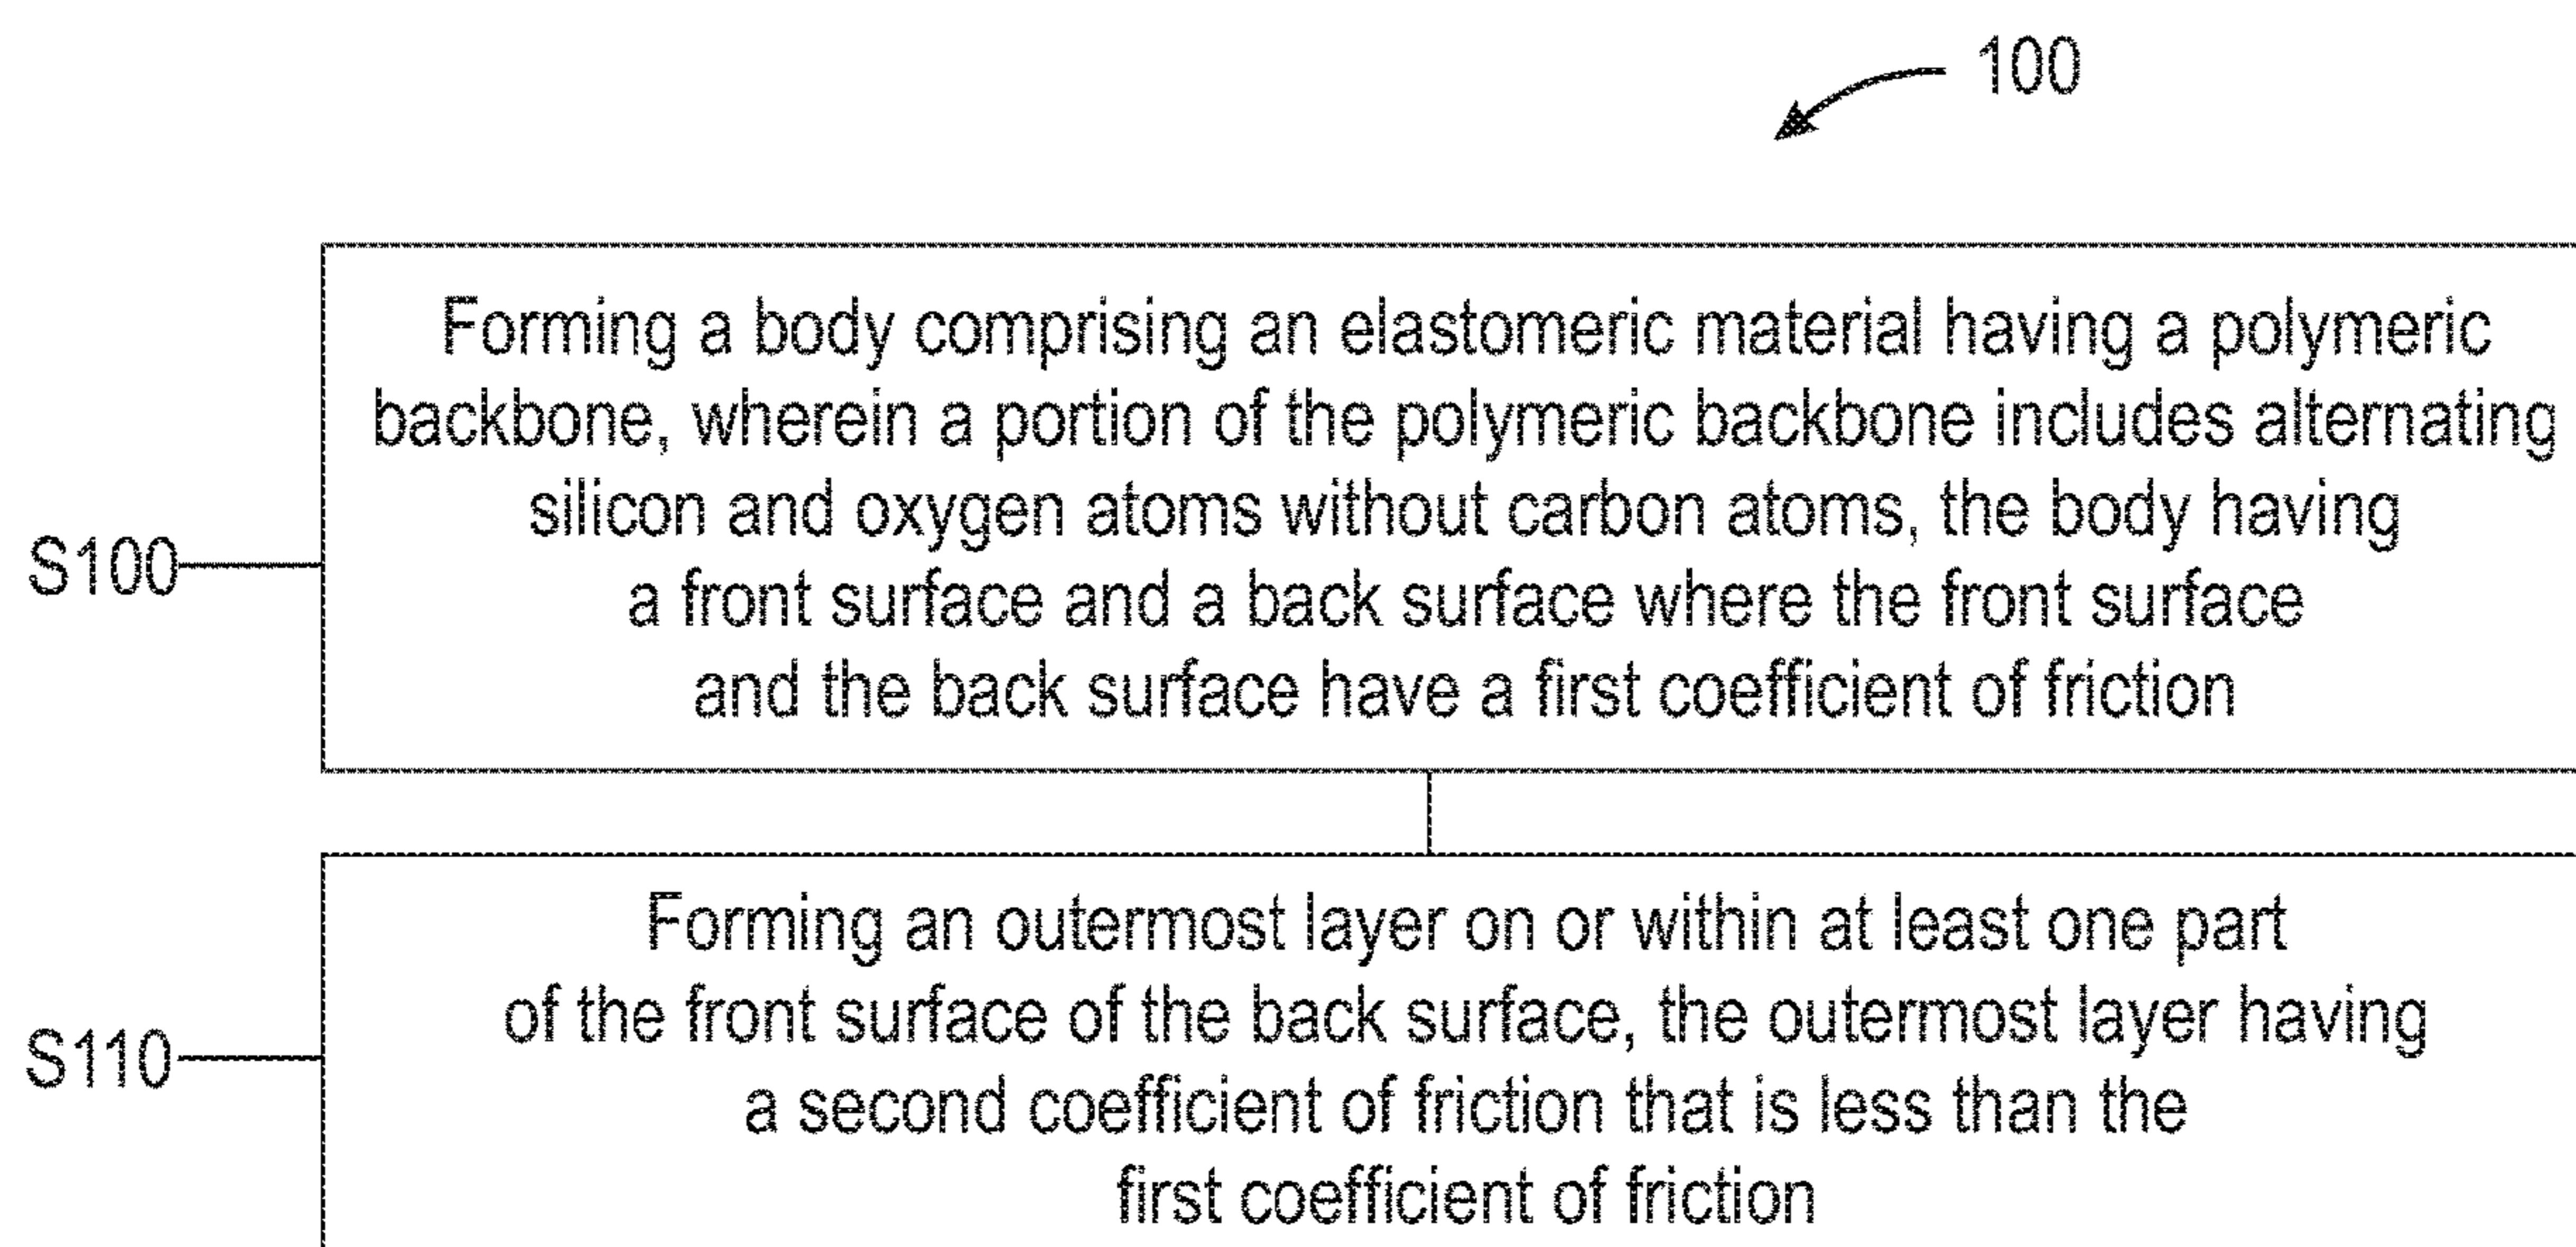 100
Forming a body comprising an elastomeric material having a polymeric
backbone, wherein a portion of the polymeric backbone includes alternating
silicon and oxygen atoms without carbon atoms, the body having
S100
a front surface and a back surface where the front surface
and the back surface have a first coefficient of friction
Forming an outermost layer on or within at least one part
of the front surface of the back surface, the outermost layer having
S110
a second coefficient of friction that is less than the
first coefficient of friction